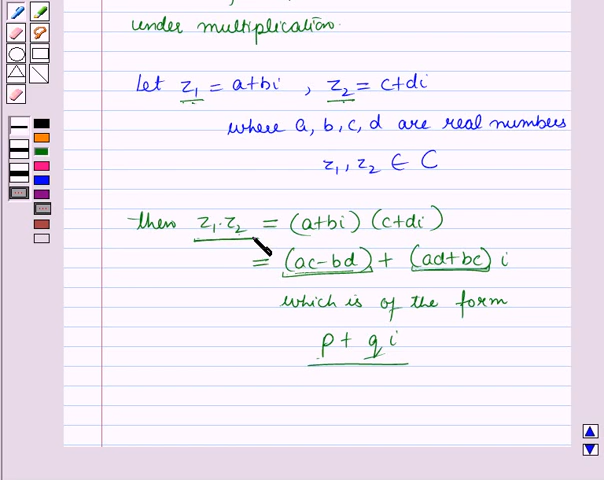 under multiplication.
Let z₁ = a+bi , z₂ = c+di
where a, b, c, d are real numbers
z₁, z₂ ∈ C
then z₁.z₂ = (a+bi) (c+di)
= (ac-bd) + (ad+bc) i
which is of the form
p + q i